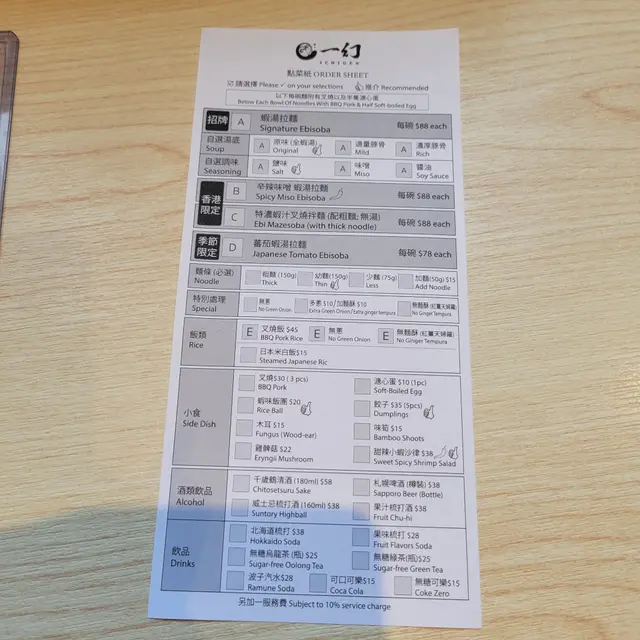 一幻
ICHIGEN
點菜紙 ORDER SHEET
☑ 請選擇 Please ✓ on your selections 推介 Recommended
以下每碗麵附有叉燒以及半隻溏心蛋
Below Each Bowl Of Noodles With BBQ Pork & Half Soft-boiled Egg
招牌 A 蝦湯拉麵 每碗 $88 each
Signature Ebisoba
自選湯底 A 原味 (全蝦湯) A 適量豚骨 A 濃厚豚骨
Soup Original Mild Rich
自選調味 A 鹽味 A 味噌 A 醬油
Seasoning Salt Miso Soy Sauce
香港限定 B 辛辣味噌 蝦湯拉麵 每碗 $88 each
Spicy Miso Ebisoba
C 特濃蝦汁叉燒拌麵 (配粗麵; 無湯) 每碗 $88 each
Ebi Mazesoba (with thick noodle)
季節限定 D 蕃茄蝦湯拉麵 每碗 $78 each
Japanese Tomato Ebisoba
麵條 (必選) 粗麵 (150g) 幼麵(150g) 少麵 (75g) 加麵(50g) $15
Noodle Thick Thin Less Add Noodle
特別處理 無蔥 多蔥 $10/加麵酥 $10 無麵酥 (紅薑天婦羅)
Special No Green Onion Extra Green Onion / Extra ginger tempura No Ginger Tempura
飯類 E 叉燒飯 $45 E 無蔥 E 無麵酥 (紅薑天婦羅)
Rice BBQ Pork Rice No Green Onion No Ginger Tempura
日本米白飯$15
Steamed Japanese Ric
叉燒$30 (3 pcs) 溏心蛋 $10 (1pc)
BBQ Pork Soft-Boiled Egg
蝦味飯團 $20 餃子 $35 (5pcs)
Rice Ball Dumplings
小食 木耳 $15 味筍 $15
Side Dish Fungus (Wood-ear) Bamboo Shoots
雞髀菇 $22 甜辣小蝦沙律 $38
Eryngii Mushroom Sweet Spicy Shrimp Salad
酒類飲品 千歲鶴清酒 (180ml) $58 札幌啤酒 (樽裝) $38
Alcohol Chitosetsuru Sake Sapporo Beer (Bottle)
威士忌梳打酒 (160ml) $38 果汁梳打酒 $38
Suntory Highball Fruit Chu-hi
北海道梳打 $38 果味梳打 $28
Hokkaido Soda Fruit Flavors Soda
飲品 無糖烏龍茶 (瓶) $25 無糖綠茶(瓶)$25
Drinks Sugar-free Oolong Tea Sugar-free Green Tea
波子汽水$28 可口可樂$15 無糖可樂$15
Ramune Soda Coca Cola Coke Zero
另加一服務費 Subject to 10% service charge